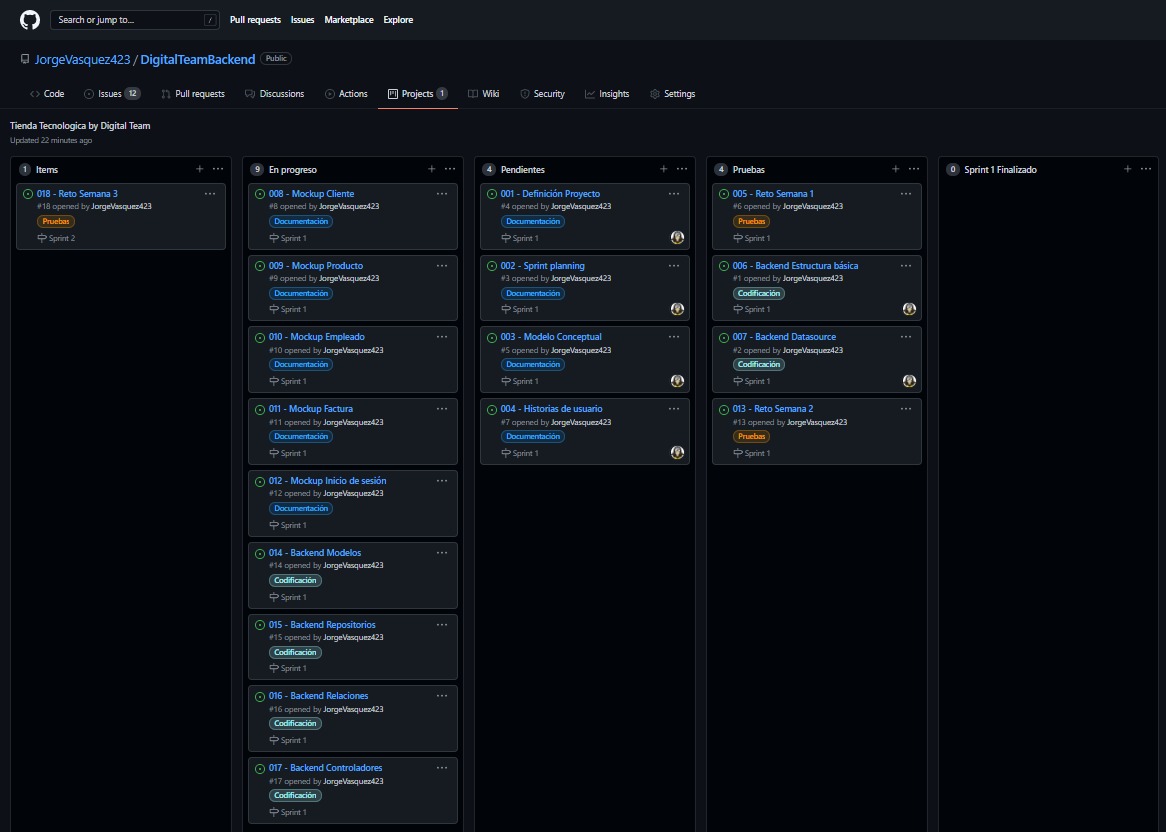 Search or jump to... /
Pull requests Issues Marketplace Explore
JorgeVasquez423 / DigitalTeamBackend Public
Code Issues 12 Pull requests Discussions Actions Projects 1 Wiki Security Insights Settings
Tienda Tecnologica by Digital Team
Updated 22 minutes ago
1 Items
018 - Reto Semana 3
#18 opened by JorgeVasquez423
Pruebas
Sprint 2
9 En progreso
008 - Mockup Cliente
#8 opened by JorgeVasquez423
Documentación
Sprint 1
009 - Mockup Producto
#9 opened by JorgeVasquez423
Documentación
Sprint 1
010 - Mockup Empleado
#10 opened by JorgeVasquez423
Documentación
Sprint 1
011 - Mockup Factura
#11 opened by JorgeVasquez423
Documentación
Sprint 1
012 - Mockup Inicio de sesión
#12 opened by JorgeVasquez423
Documentación
Sprint 1
014 - Backend Modelos
#14 opened by JorgeVasquez423
Codificación
Sprint 1
015 - Backend Repositorios
#15 opened by JorgeVasquez423
Codificación
Sprint 1
016 - Backend Relaciones
#16 opened by JorgeVasquez423
Codificación
Sprint 1
017 - Backend Controladores
#17 opened by JorgeVasquez423
Codificación
Sprint 1
4 Pendientes
001 - Definición Proyecto
#4 opened by JorgeVasquez423
Documentación
Sprint 1
002 - Sprint planning
#3 opened by JorgeVasquez423
Documentación
Sprint 1
003 - Modelo Conceptual
#5 opened by JorgeVasquez423
Documentación
Sprint 1
004 - Historias de usuario
#7 opened by JorgeVasquez423
Documentación
Sprint 1
4 Pruebas
005 - Reto Semana 1
#6 opened by JorgeVasquez423
Pruebas
Sprint 1
006 - Backend Estructura básica
#1 opened by JorgeVasquez423
Codificación
Sprint 1
007 - Backend Datasource
#2 opened by JorgeVasquez423
Codificación
Sprint 1
013 - Reto Semana 2
#13 opened by JorgeVasquez423
Pruebas
Sprint 1
0 Sprint 1 Finalizado